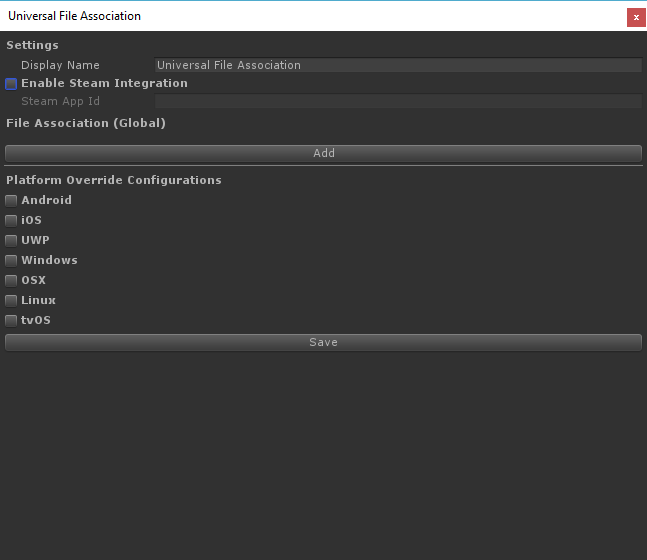 Universal File Association
x
Settings
Display Name Universal File Association
Enable Steam Integration
Steam App Id
File Association (Global)
Add
Platform Override Configurations
Android
iOS
UWP
Windows
OSX
Linux
tvOS
Save